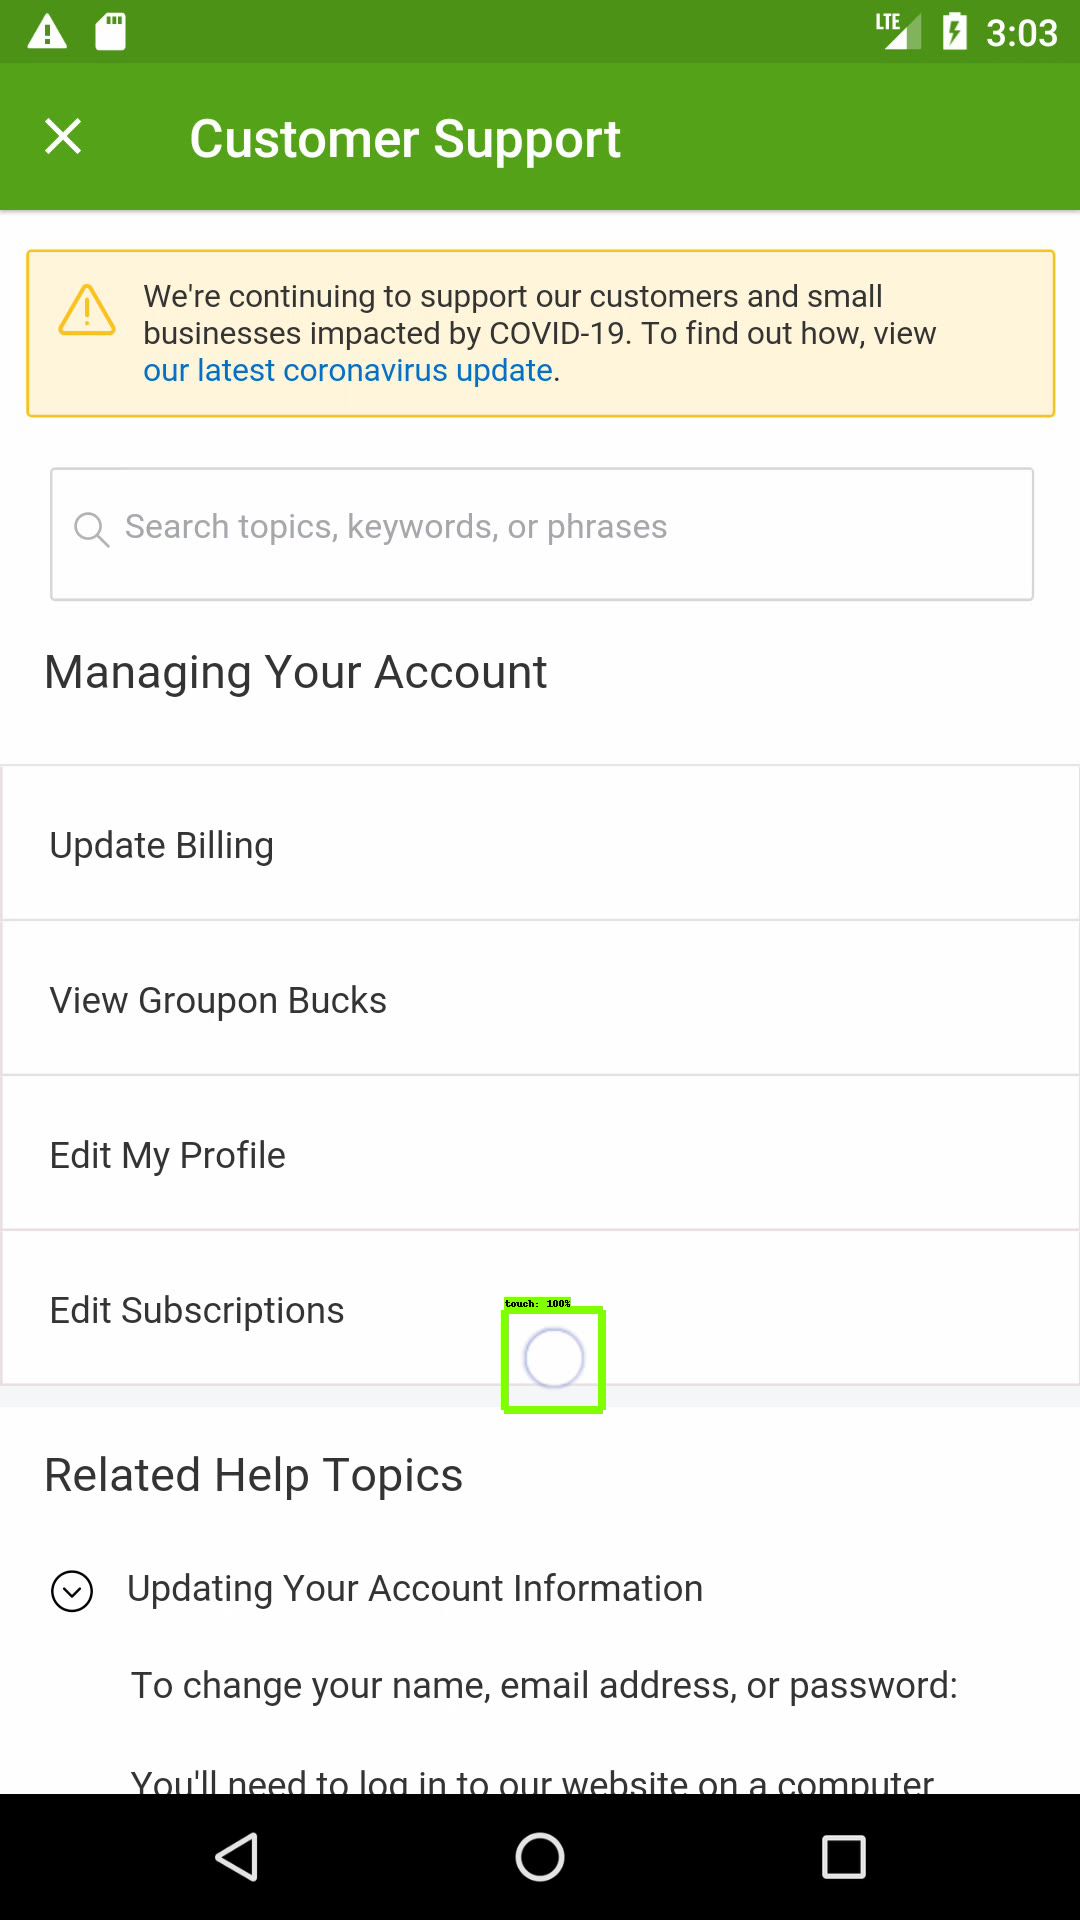 LTE 3:03
Customer Support
We're continuing to support our customers and small
businesses impacted by COVID-19. To find out how, view
our latest coronavirus update.
Search topics, keywords, or phrases
Managing Your Account
Update Billing
View Groupon Bucks
Edit My Profile
Edit Subscriptions
touch: 100%
Related Help Topics
Updating Your Account Information
To change your name, email address, or password:
You'll need to log in to our website on a computer